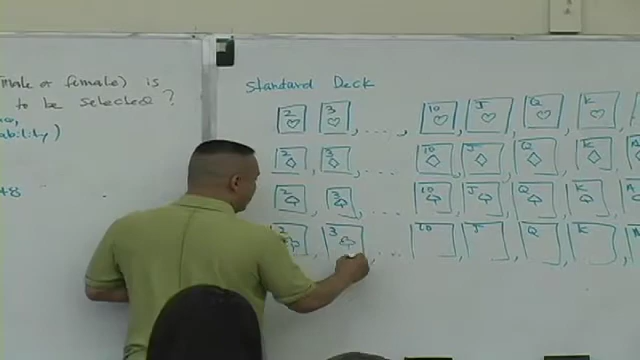 (male or female) is
to be selected?
ability)
48
Standard Deck
2 , 3 , ... , 10 , J , Q , K ,
2 , 3 , ... 10 , J , Q , K , A
2 , 3 , ... 10 , J , Q , K , A
2 , 3 , ... 10 , J , Q , K , A